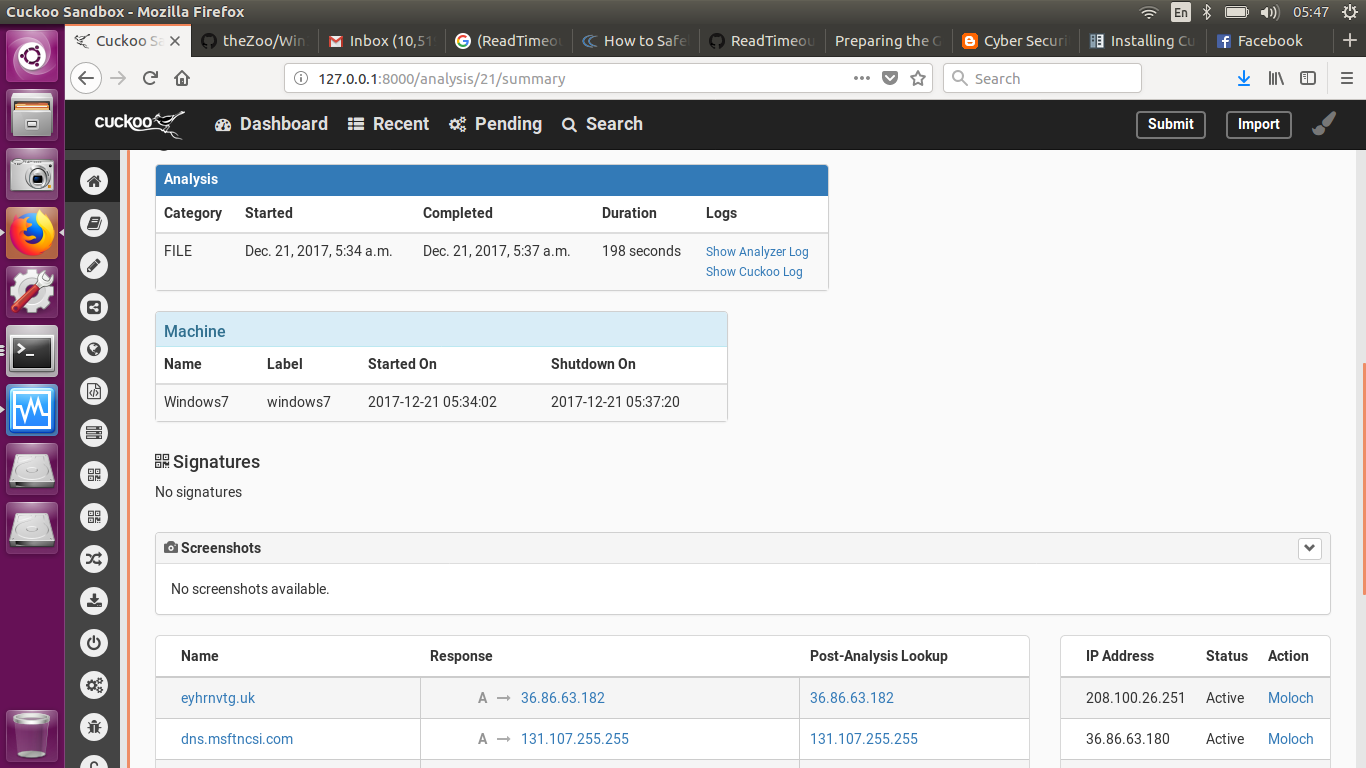 Cuckoo Sandbox - Mozilla Firefox
En
05:47
Cuckoo Sa
theZoo/Win
Inbox (10,51
(ReadTimeou
How to Safel
ReadTimeou
Preparing the G
Cyber Securi
Installing Cu
Facebook
127.0.0.1:8000/analysis/21/summary
Search
cuckoo
Dashboard
Recent
Pending
Search
Submit
Import
Analysis
Category Started Completed Duration Logs
FILE Dec. 21, 2017, 5:34 a.m. Dec. 21, 2017, 5:37 a.m. 198 seconds Show Analyzer Log
Show Cuckoo Log
Machine
Name Label Started On Shutdown On
Windows7 windows7 2017-12-21 05:34:02 2017-12-21 05:37:20
Signatures
No signatures
Screenshots
No screenshots available.
Name Response Post-Analysis Lookup
eyhrnvtg.uk A → 36.86.63.182 36.86.63.182
dns.msftncsi.com A → 131.107.255.255 131.107.255.255
IP Address Status Action
208.100.26.251 Active Moloch
36.86.63.180 Active Moloch